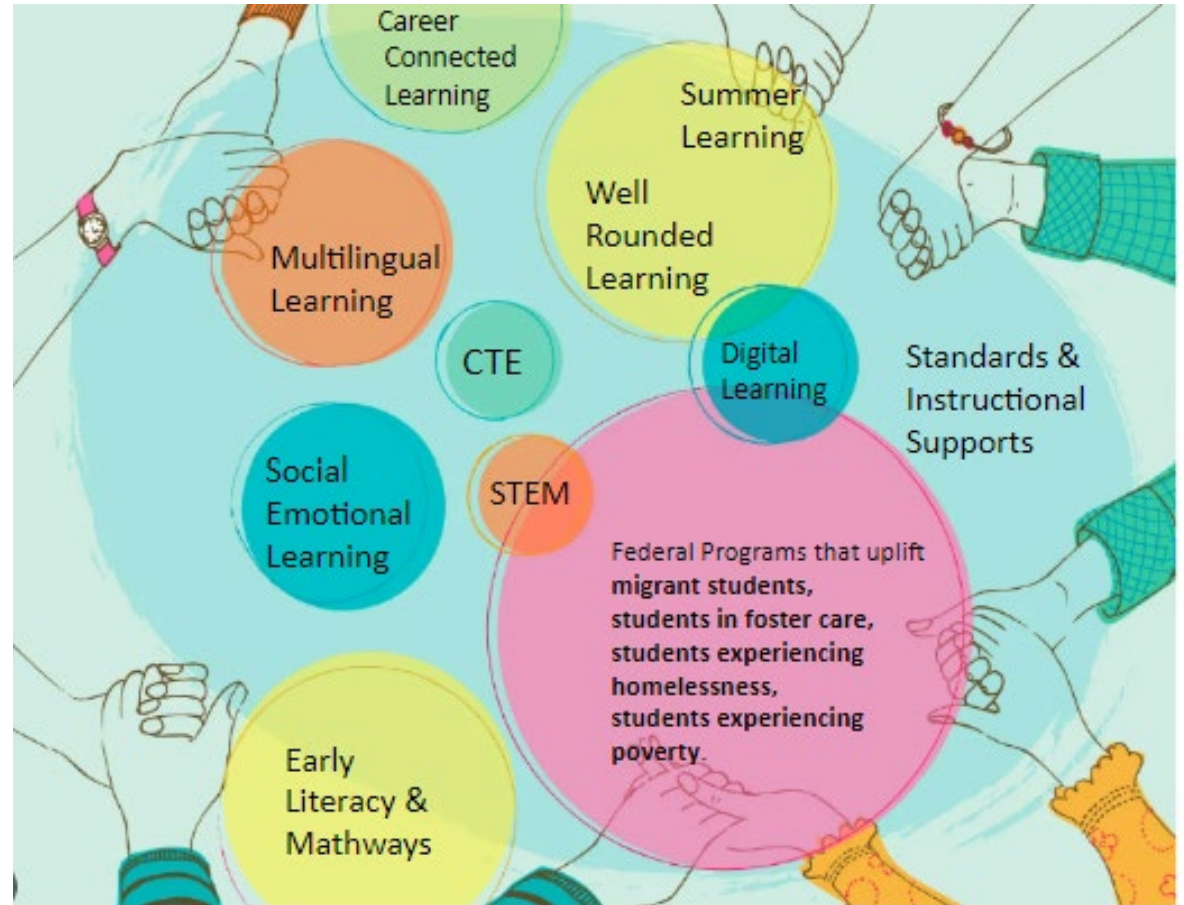 Career
Connected
Learning
Summer
Learning
Well
Rounded
Learning
Multilingual
Learning
CTE
Digital
Learning
Standards &
Instructional
Supports
Social
Emotional
Learning
STEM
Federal Programs that uplift
migrant students,
students in foster care,
students experiencing
homelessness,
students experiencing
poverty.
Early
Literacy &
Mathways